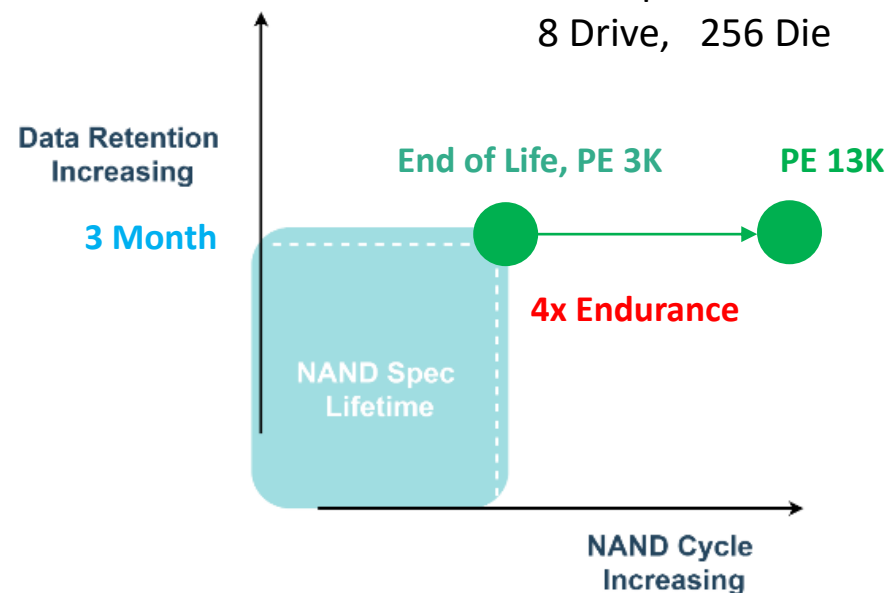 8 Drive, 256 Die
Data Retention
Increasing
End of Life, PE 3K
PE 13K
3 Month
4x Endurance
NAND Spec
Lifetime
NAND Cycle
Increasing